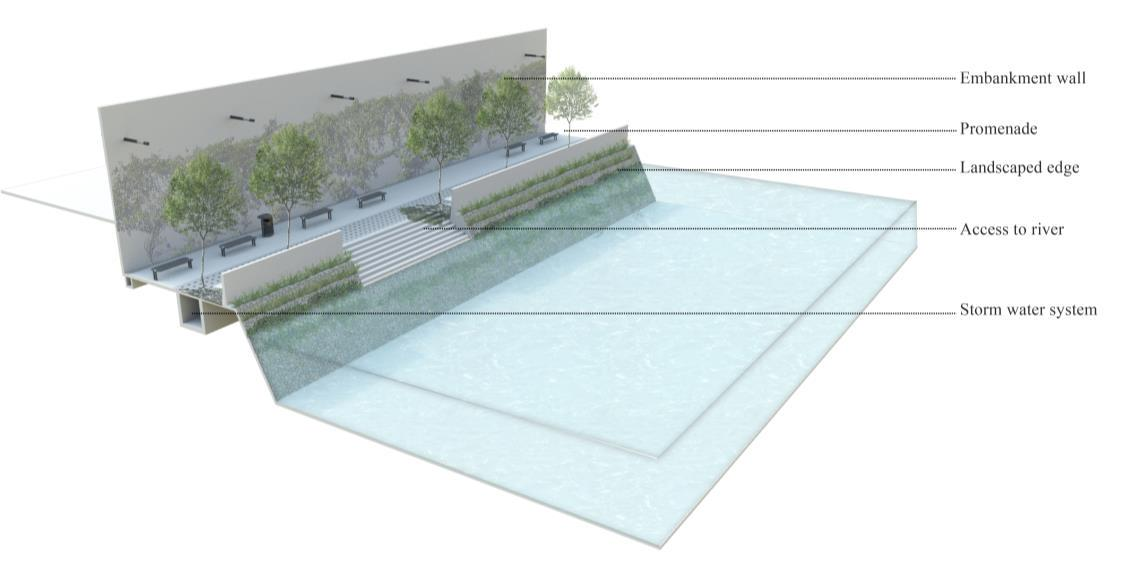 Embankment wall
Promenade
Landscaped edge
Access to river
Storm water system